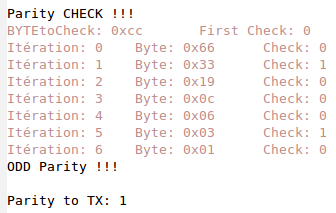 Parity CHECK !!!
BYTEtoCheck: 0xcc First Check: 0
Itération: 0 Byte: 0x66 Check: 0
Itération: 1 Byte: 0x33 Check: 1
Itération: 2 Byte: 0x19 Check: 0
Itération: 3 Byte: 0x0c Check: 0
Itération: 4 Byte: 0x06 Check: 0
Itération: 5 Byte: 0x03 Check: 1
Itération: 6 Byte: 0x01 Check: 0
ODD Parity !!!
Parity to TX: 1